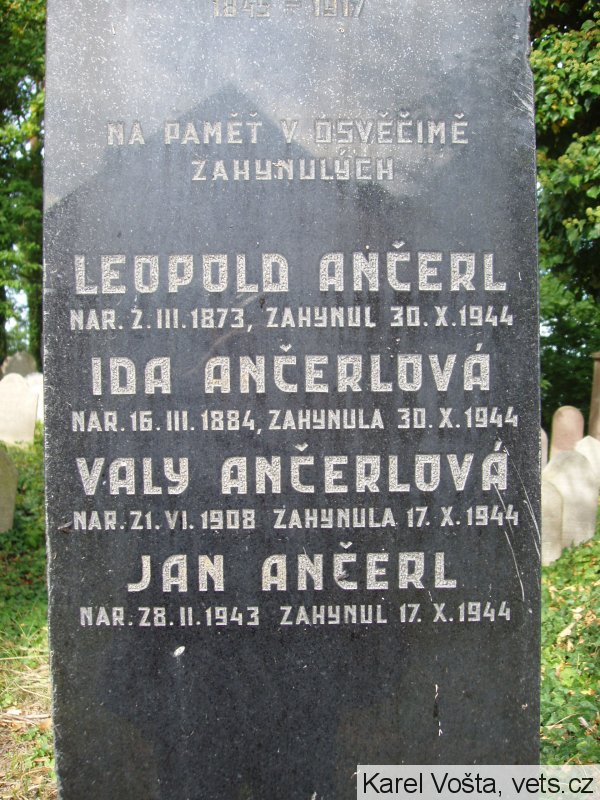 1845 – 1917
NA PAMĚŤ V OSVĚČIMĚ
ZAHYNULÝCH
LEOPOLD ANČERL
NAR. 2. III. 1873, ZAHYNUL 30. X. 1944
IDA ANČERLOVÁ
NAR. 16. III. 1884, ZAHYNULA 30. X. 1944
VALY ANČERLOVÁ
NAR. 21. VI. 1908 ZAHYNULA 17. X. 1944
JAN ANČERL
NAR. 28. II. 1943 ZAHYNUL 17. X. 1944
Karel Vošta, vets.cz